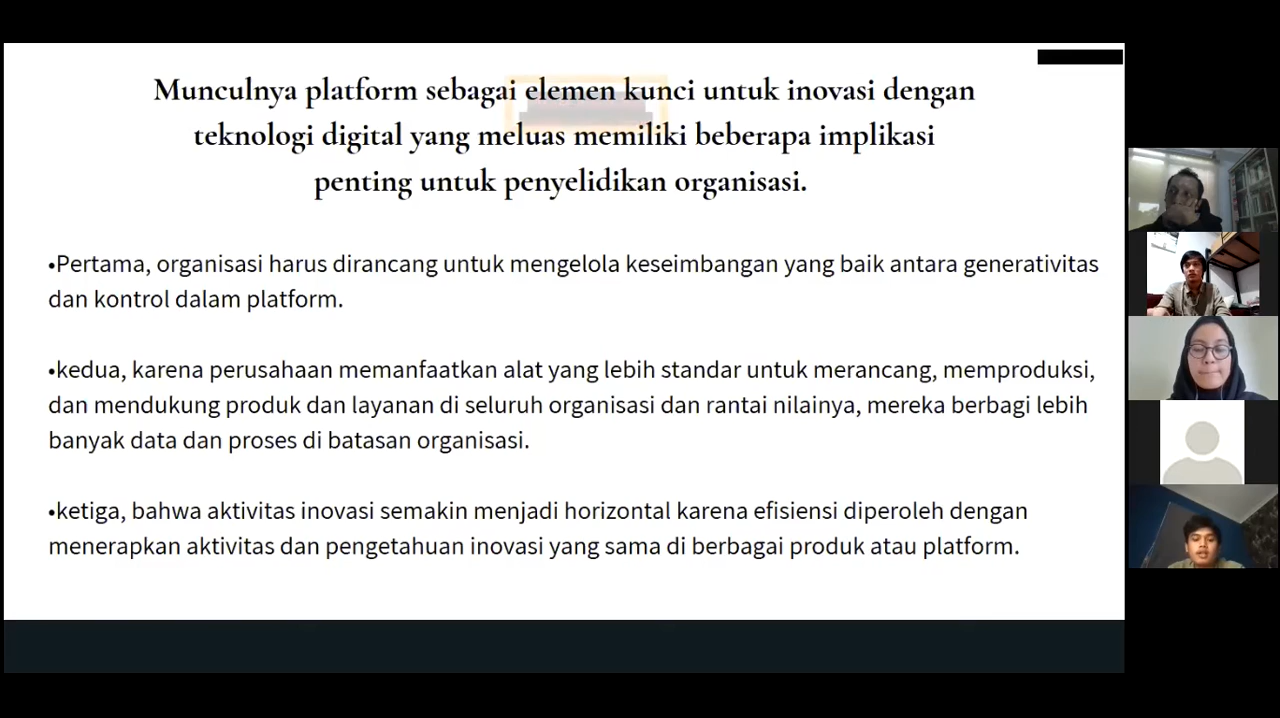 Munculnya platform sebagai elemen kunci untuk inovasi dengan
teknologi digital yang meluas memiliki beberapa implikasi
penting untuk penyelidikan organisasi.
•Pertama, organisasi harus dirancang untuk mengelola keseimbangan yang baik antara generativitas
dan kontrol dalam platform.
•kedua, karena perusahaan memanfaatkan alat yang lebih standar untuk merancang, memproduksi,
dan mendukung produk dan layanan di seluruh organisasi dan rantai nilainya, mereka berbagi lebih
banyak data dan proses di batasan organisasi.
•ketiga, bahwa aktivitas inovasi semakin menjadi horizontal karena efisiensi diperoleh dengan
menerapkan aktivitas dan pengetahuan inovasi yang sama di berbagai produk atau platform.